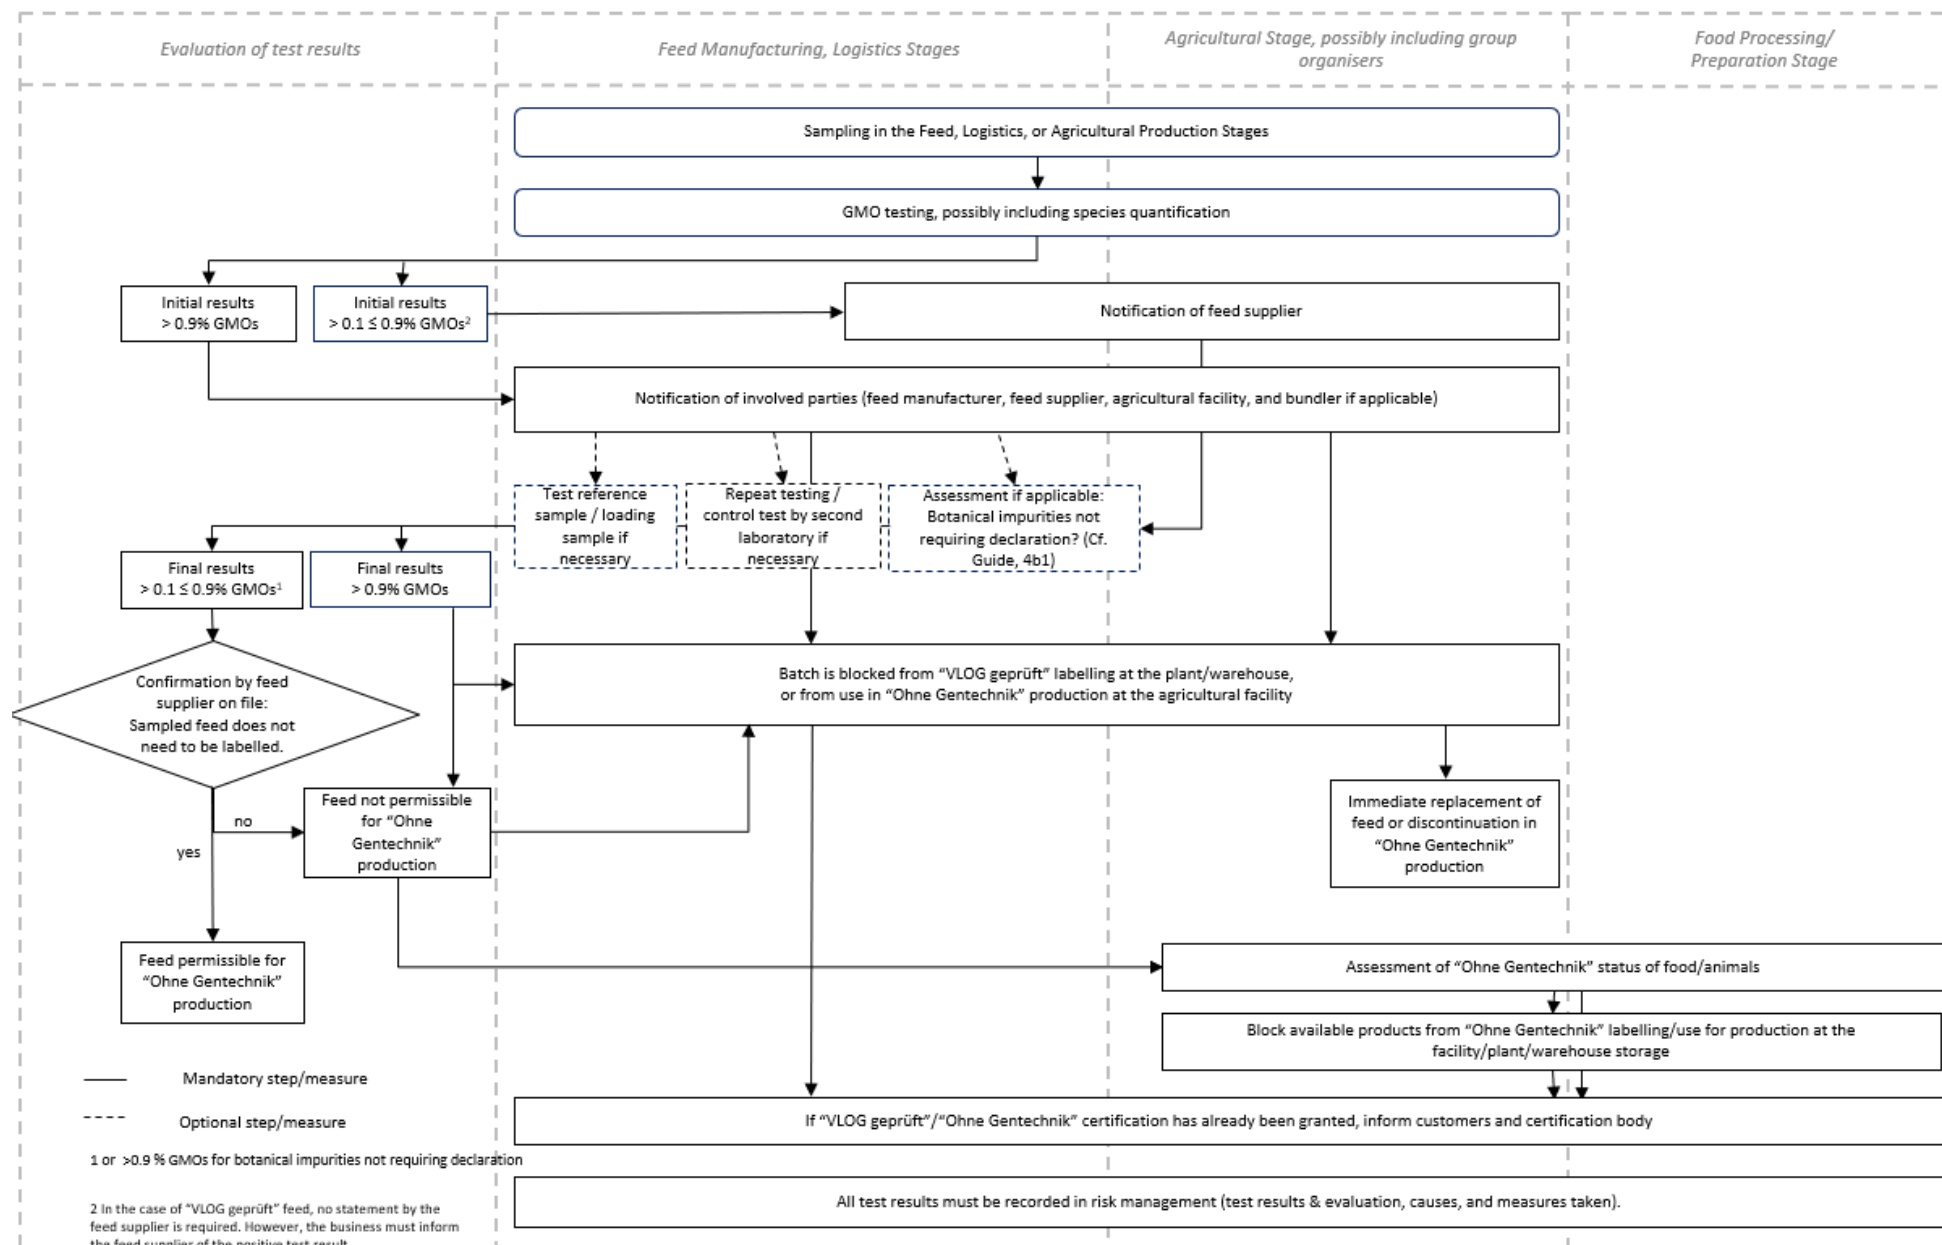 Evaluation of test results
Feed Manufacturing, Logistics Stages
Agricultural Stage, possibly including group
organisers
Food Processing/
Preparation Stage
Sampling in the Feed, Logistics, or Agricultural Production Stages
GMO testing, possibly including species quantification
Initial results
> 0.9% GMOs
Initial results
> 0.1 ≤ 0.9% GMOs²
Notification of feed supplier
Notification of involved parties (feed manufacturer, feed supplier, agricultural facility, and bundler if applicable)
Test reference
sample / loading
sample if
necessary
Repeat testing /
control test by second
laboratory if
necessary
Assessment if applicable:
Botanical impurities not
requiring declaration? (Cf.
Guide, 4b1)
Final results
> 0.1 ≤ 0.9% GMOs¹
Final results
> 0.9% GMOs
Confirmation by feed
supplier on file:
Sampled feed does not
need to be labelled.
Batch is blocked from “VLOG geprüft” labelling at the plant/warehouse,
or from use in “Ohne Gentechnik” production at the agricultural facility
no
yes
Feed not permissible
for “Ohne
Gentechnik”
production
Immediate replacement of
feed or discontinuation in
“Ohne Gentechnik”
production
Feed permissible for
“Ohne Gentechnik”
production
Assessment of “Ohne Gentechnik” status of food/animals
Block available products from “Ohne Gentechnik” labelling/use for production at the
facility/plant/warehouse storage
Mandatory step/measure
Optional step/measure
If “VLOG geprüft”/“Ohne Gentechnik” certification has already been granted, inform customers and certification body
1 or >0.9 % GMOs for botanical impurities not requiring declaration
All test results must be recorded in risk management (test results & evaluation, causes, and measures taken).
2 In the case of “VLOG geprüft” feed, no statement by the
feed supplier is required. However, the business must inform
the feed supplier of the positive test result